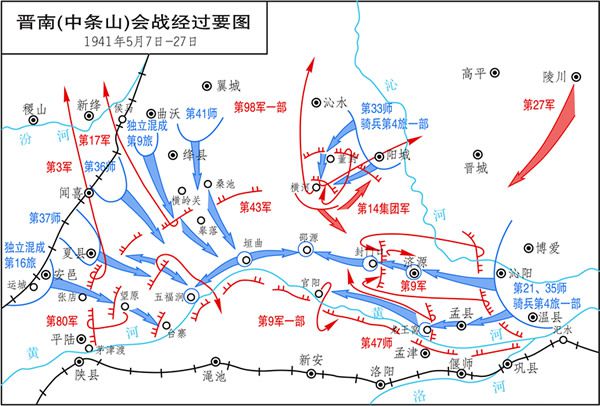 晋南(中条山)会战经过要图
1941年5月7日-27日
稷山
新绛
侯马
曲沃
翼城
沁水
沁
高平
陵川
第41师
第98军一部
第33师
骑兵第4旅一部
第27军
汾
河
第17军
独立混成
第9旅
绛县
董封
阳城
晋城
第3军
第36师
闻喜
横岭关
桑池
横河
第43军
第14集团军
皋落
河
第37师
夏县
垣曲
邵源
封门口
济源
博爱
独立混成
第16旅
安邑
运城
张店
望原
五福涧
官阳
第9军
沁阳
第21、35师
骑兵第4旅一部
第80军
台寨
第9军一部
黄
孟县
温县
平陆
茅津渡
黄
河
河
第47师
孟津
偃师
巩县
陕县
渑池
新安
洛阳
洛
河